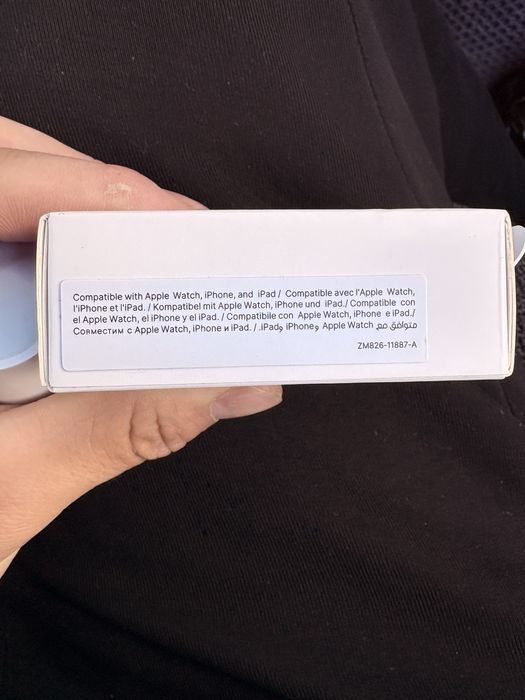 Compatible with Apple Watch, iPhone, and iPad / Compatible avec l'Apple Watch,
l'iPhone et l'iPad. / Kompatibel mit Apple Watch, iPhone und iPad./ Compatible con
el Apple Watch, el iPhone y el iPad. / Compatibile con Apple Watch, iPhone e iPad./
Совместим с Apple Watch, iPhone и iPad. / .iPadو iPhoneو Apple Watch متوافق مع
ZM826-11887-A